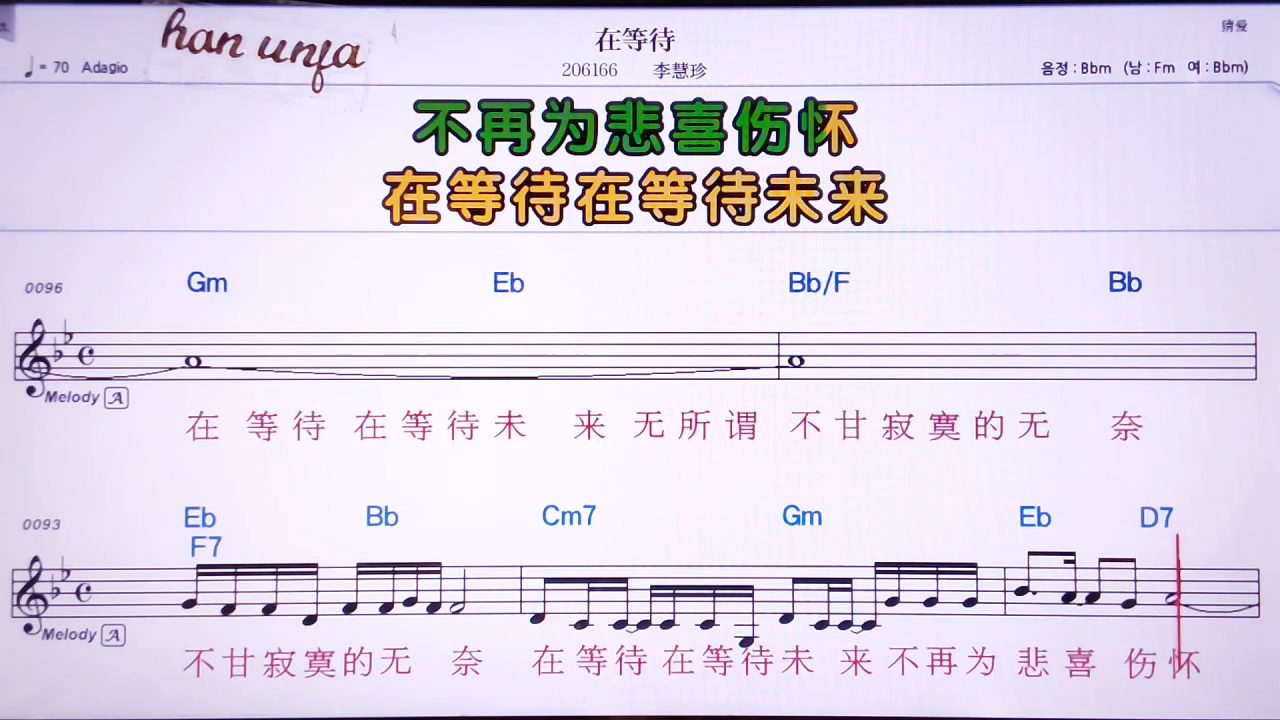 han unfa
在等待
猜爱
♩= 70 Adagio
206166 李慧珍
음정 : Bbm (남 : Fm 여 : Bbm)
不再为悲喜伤怀
在等待在等待未来
0096 Gm Eb Bb/F Bb
Melody A
在 等待 在等待未 来 无所谓 不甘寂寞的无 奈
0093 Eb Bb Cm7 Gm Eb D7
F7
Melody A
不甘寂寞的无 奈 在等待在等待未 来不再为 悲喜 伤怀